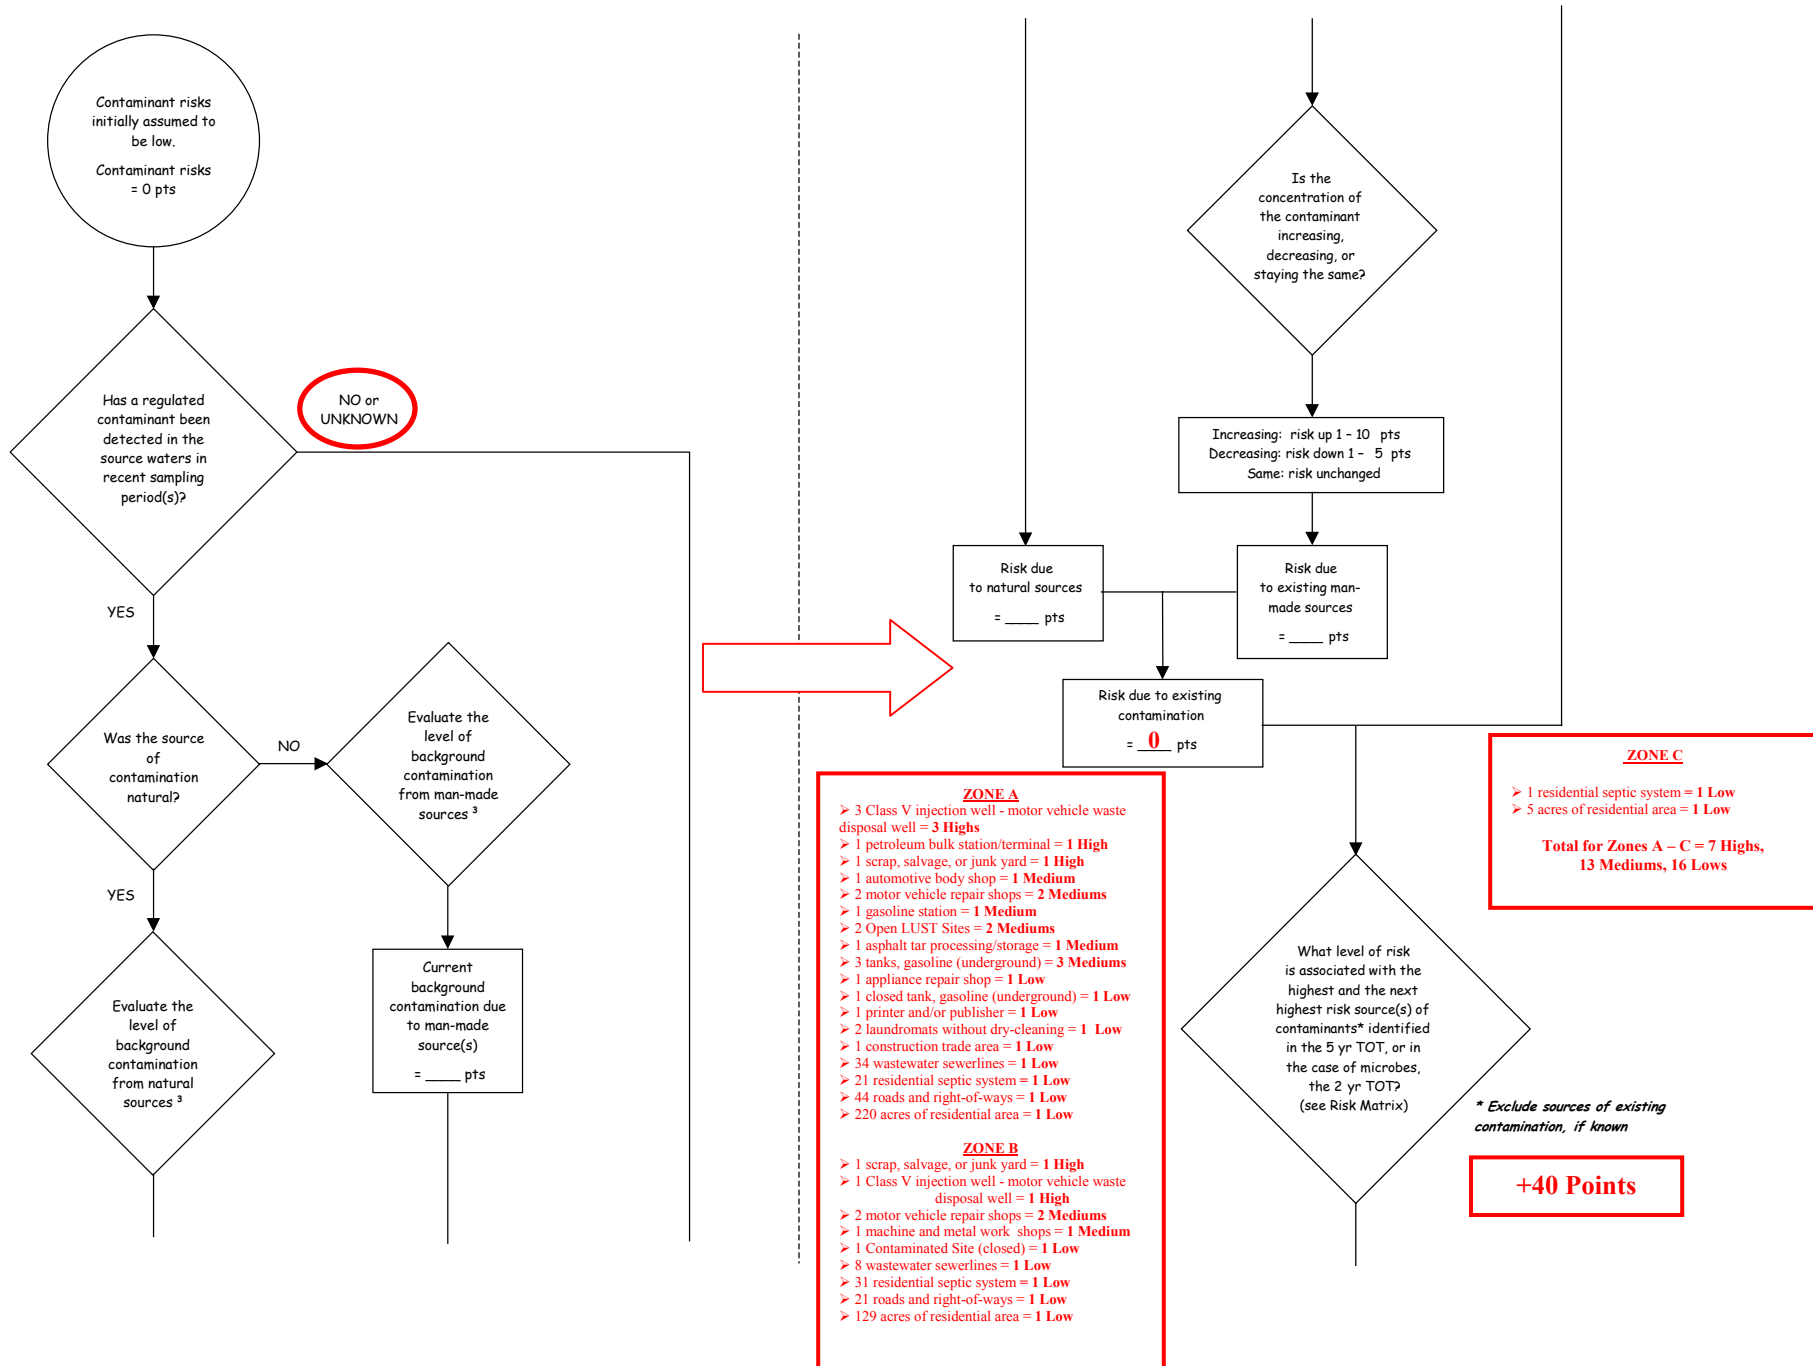 Contaminant risks
initially assumed to
be low.
Contaminant risks
= 0 pts
Has a regulated
contaminant been
detected in the
source waters in
recent sampling
period(s)?
NO or
UNKNOWN
YES
Was the source
of
contamination
natural?
NO
Evaluate the
level of
background
contamination
from man-made
sources ³
YES
Evaluate the
level of
background
contamination
from natural
sources ³
Current
background
contamination due
to man-made
source(s)
= ____ pts
Is the
concentration of
the contaminant
increasing,
decreasing, or
staying the same?
Increasing: risk up 1 – 10 pts
Decreasing: risk down 1 – 5 pts
Same: risk unchanged
Risk due
to natural sources
= ____ pts
Risk due
to existing man-
made sources
= ____ pts
Risk due to existing
contamination
= __0__ pts
ZONE A
➢ 3 Class V injection well - motor vehicle waste
disposal well = 3 Highs
➢ 1 petroleum bulk station/terminal = 1 High
➢ 1 scrap, salvage, or junk yard = 1 High
➢ 1 automotive body shop = 1 Medium
➢ 2 motor vehicle repair shops = 2 Mediums
➢ 1 gasoline station = 1 Medium
➢ 2 Open LUST Sites = 2 Mediums
➢ 1 asphalt tar processing/storage = 1 Medium
➢ 3 tanks, gasoline (underground) = 3 Mediums
➢ 1 appliance repair shop = 1 Low
➢ 1 closed tank, gasoline (underground) = 1 Low
➢ 1 printer and/or publisher = 1 Low
➢ 2 laundromats without dry-cleaning = 1 Low
➢ 1 construction trade area = 1 Low
➢ 34 wastewater sewerlines = 1 Low
➢ 21 residential septic system = 1 Low
➢ 44 roads and right-of-ways = 1 Low
➢ 220 acres of residential area = 1 Low
ZONE B
➢ 1 scrap, salvage, or junk yard = 1 High
➢ 1 Class V injection well - motor vehicle waste
disposal well = 1 High
➢ 2 motor vehicle repair shops = 2 Mediums
➢ 1 machine and metal work shops = 1 Medium
➢ 1 Contaminated Site (closed) = 1 Low
➢ 8 wastewater sewerlines = 1 Low
➢ 31 residential septic system = 1 Low
➢ 21 roads and right-of-ways = 1 Low
➢ 129 acres of residential area = 1 Low
ZONE C
➢ 1 residential septic system = 1 Low
➢ 5 acres of residential area = 1 Low
Total for Zones A – C = 7 Highs,
13 Mediums, 16 Lows
What level of risk
is associated with the
highest and the next
highest risk source(s) of
contaminants* identified
in the 5 yr TOT, or in
the case of microbes,
the 2 yr TOT?
(see Risk Matrix)
* Exclude sources of existing
contamination, if known
+40 Points